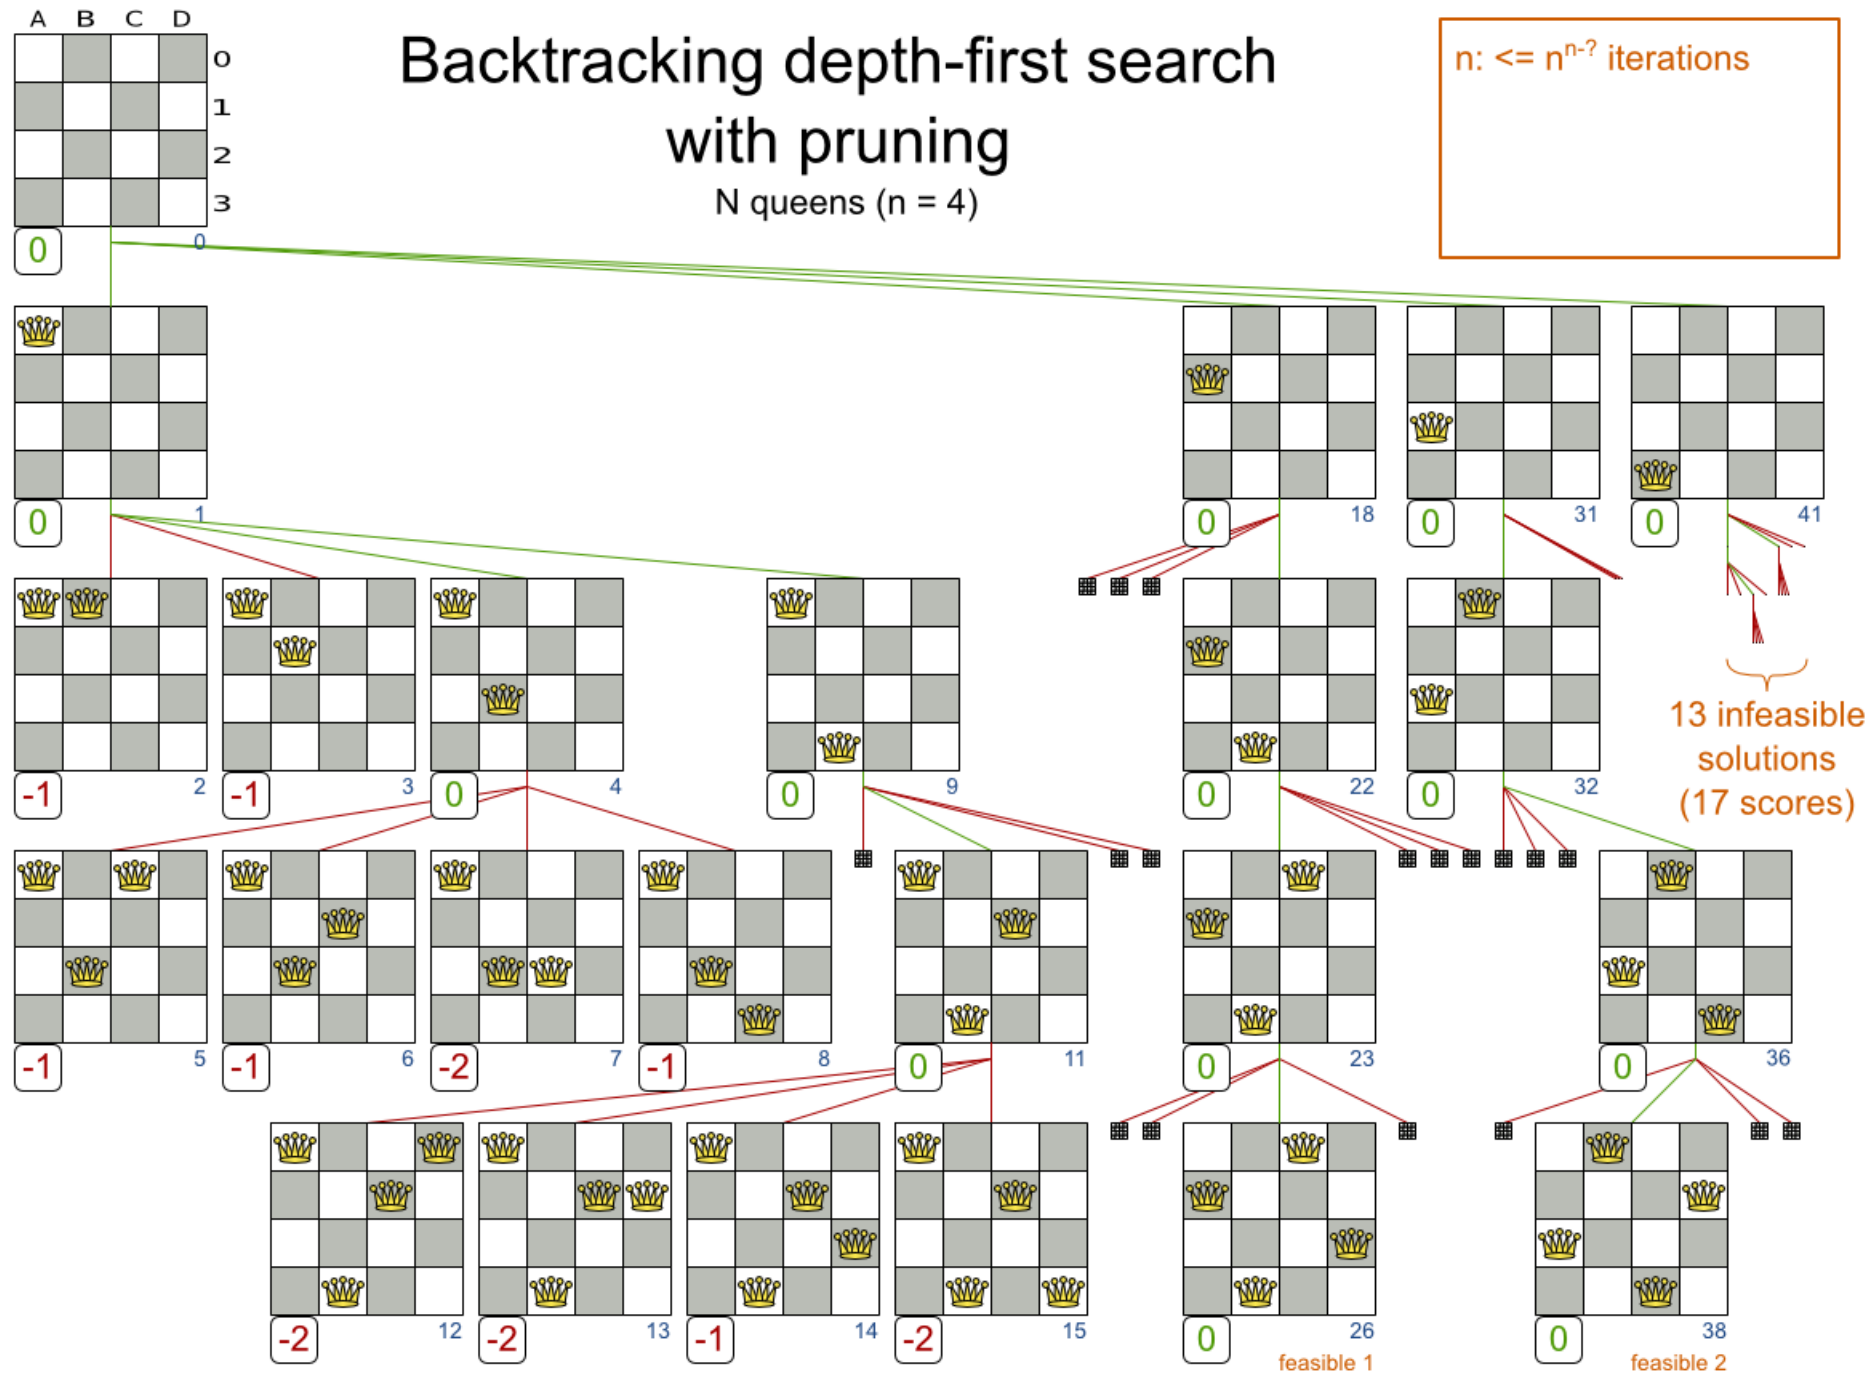 A B C D
Backtracking depth-first search
with pruning
N queens (n = 4)
n: <= n^{n-?} iterations
0
1
2
3
0 0
0 1
0 18
0 31
0 41
-1 2
-1 3
0 4
0 9
0 22
0 32
13 infeasible
solutions
(17 scores)
-1 5
-1 6
-2 7
-1 8
0 11
0 23
0 36
-2 12
-2 13
-1 14
-2 15
0 26
feasible 1
0 38
feasible 2